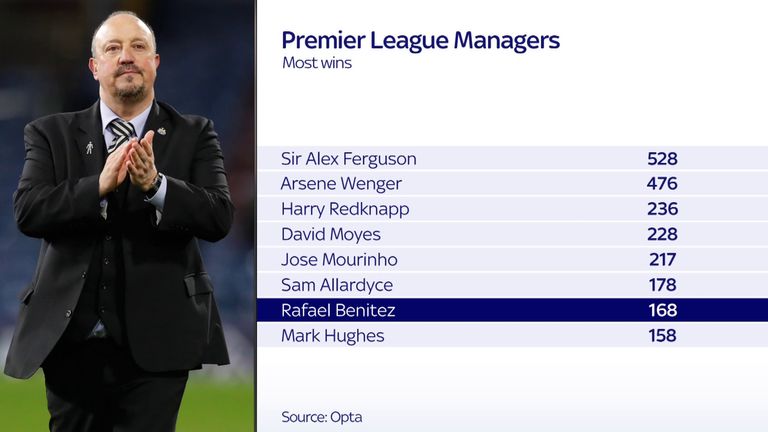 Premier League Managers
Most wins
Sir Alex Ferguson 528
Arsene Wenger 476
Harry Redknapp 236
David Moyes 228
Jose Mourinho 217
Sam Allardyce 178
Rafael Benitez 168
Mark Hughes 158
Source: Opta